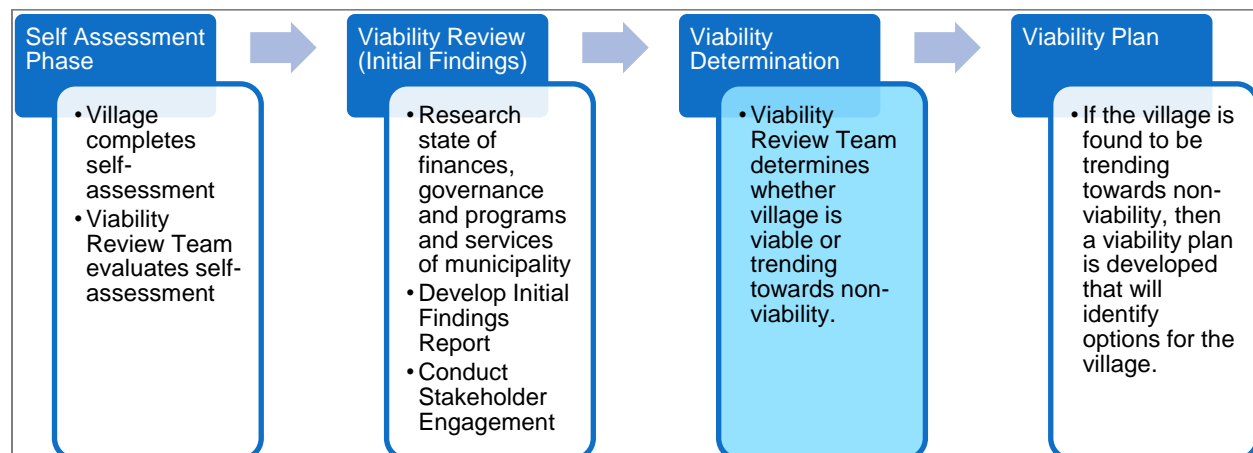 Self Assessment
Phase
• Village
completes
self-
assessment
• Viability
Review Team
evaluates self-
assessment
Viability Review
(Initial Findings)
• Research
state of
finances,
governance
and programs
and services
of municipality
• Develop Initial
Findings
Report
• Conduct
Stakeholder
Engagement
Viability
Determination
• Viability
Review Team
determines
whether
village is
viable or
trending
towards non-
viability.
Viability Plan
• If the village is
found to be
trending
towards non-
viability, then
a viability plan
is developed
that will
identify
options for the
village.